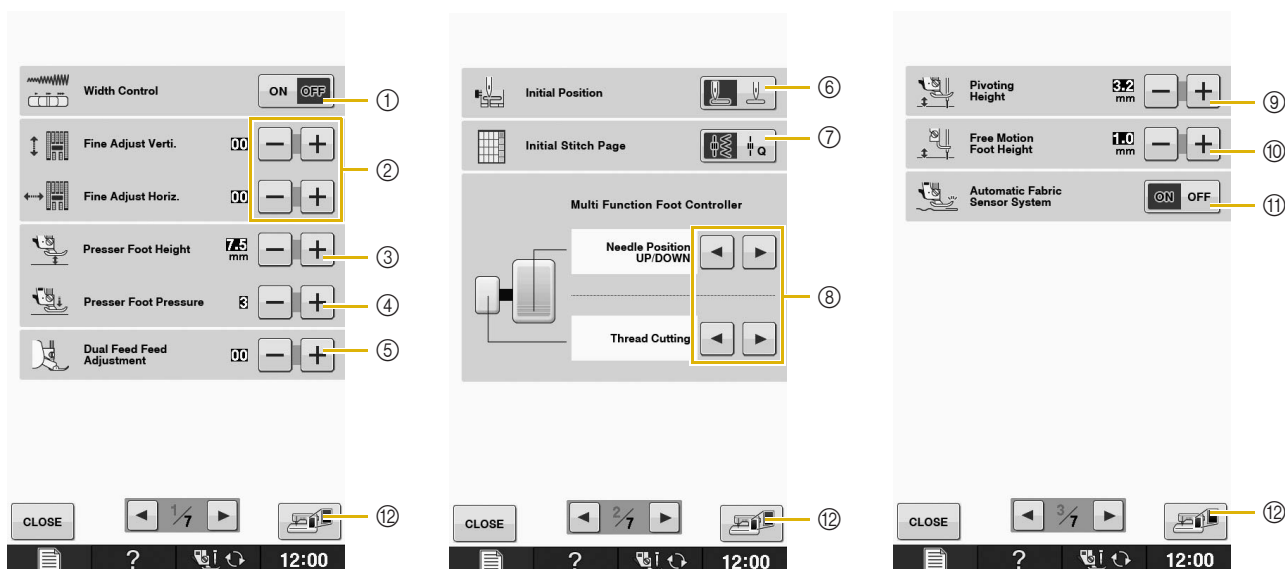 Width Control
ON OFF
①
Fine Adjust Verti. 00 − +
②
Fine Adjust Horiz. 00 − +
Presser Foot Height 7.5 mm − +
③
Presser Foot Pressure 3 − +
④
Dual Feed Feed
Adjustment 00 − +
⑤
CLOSE
1/7
⑫
? 12:00
Initial Position
⑥
Initial Stitch Page
Q
⑦
Multi Function Foot Controller
Needle Position
UP/DOWN
⑧
Thread Cutting
CLOSE
2/7
⑫
? 12:00
Pivoting
Height 3.2 mm − +
⑨
Free Motion
Foot Height 1.0 mm − +
⑩
Automatic Fabric
Sensor System
ON OFF
⑪
CLOSE
3/7
⑫
? 12:00